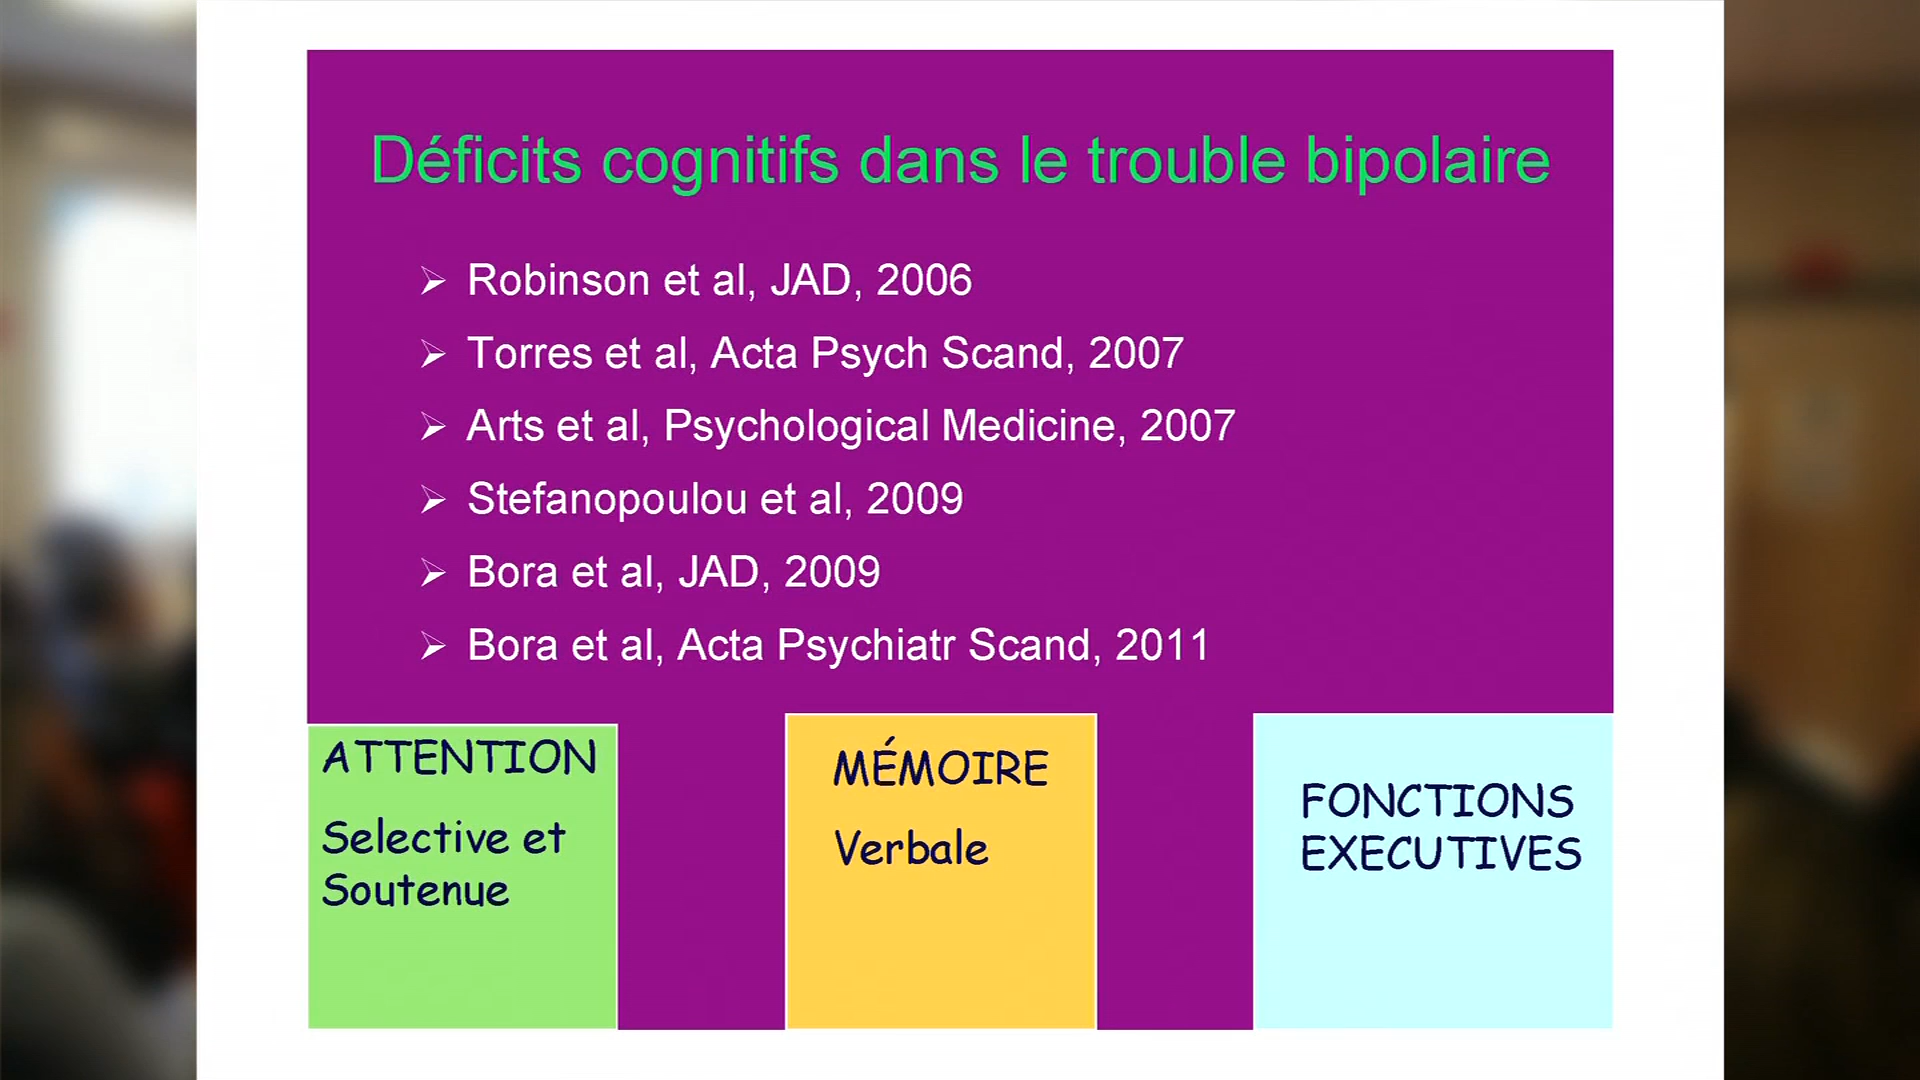 Déficits cognitifs dans le trouble bipolaire
Robinson et al, JAD, 2006
Torres et al, Acta Psych Scand, 2007
Arts et al, Psychological Medicine, 2007
Stefanopoulou et al, 2009
Bora et al, JAD, 2009
Bora et al, Acta Psychiatr Scand, 2011
ATTENTION
Selective et
Soutenue
MÉMOIRE
Verbale
FONCTIONS
EXECUTIVES